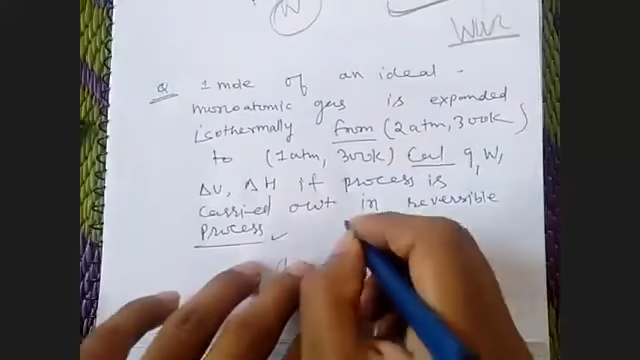 W
Wirr
Q 1 mole of an ideal -
monoatomic gas is expanded
isothermally from (2atm, 300K)
to (1atm, 300K) Cal q, W,
ΔU, ΔH if process is
carried out in reversible
process ✓